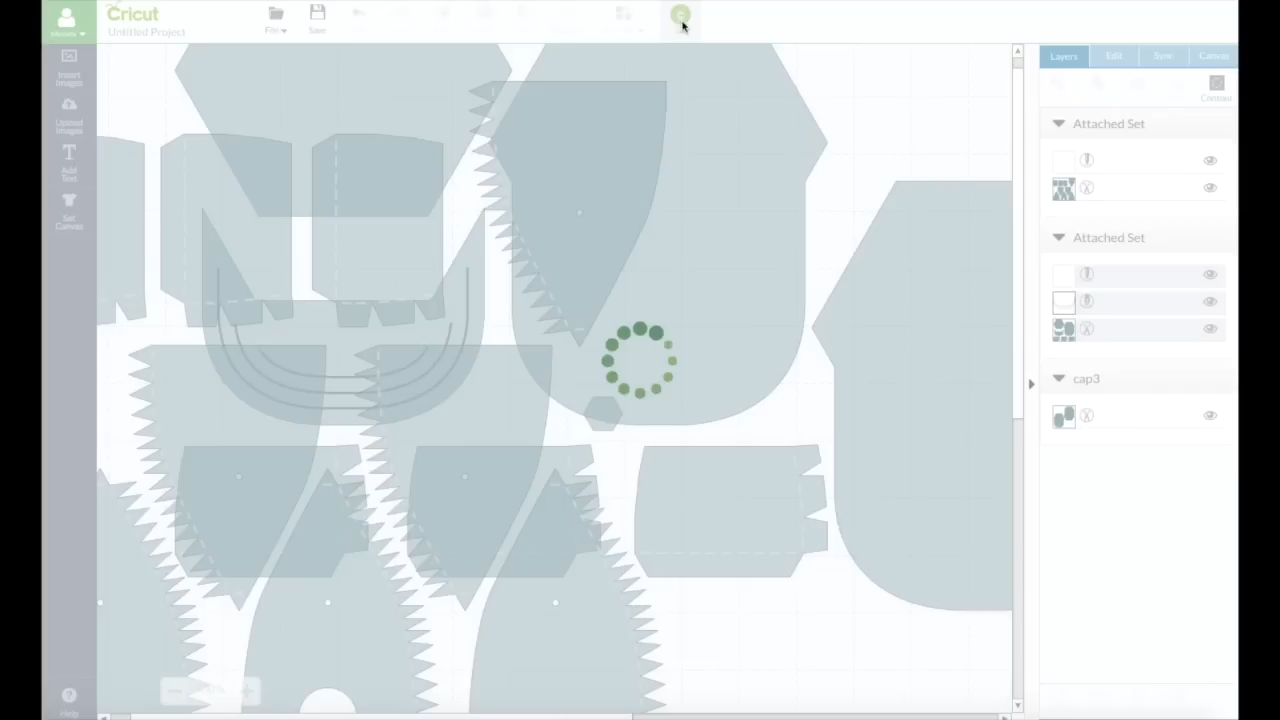 Cricut
Untitled Project
File
Save
Insert
Images
Upload
Images
Add
Text
Set
Canvas
Help
Layers
Edit
Sync
Canvas
Contour
Attached Set
Attached Set
cap3